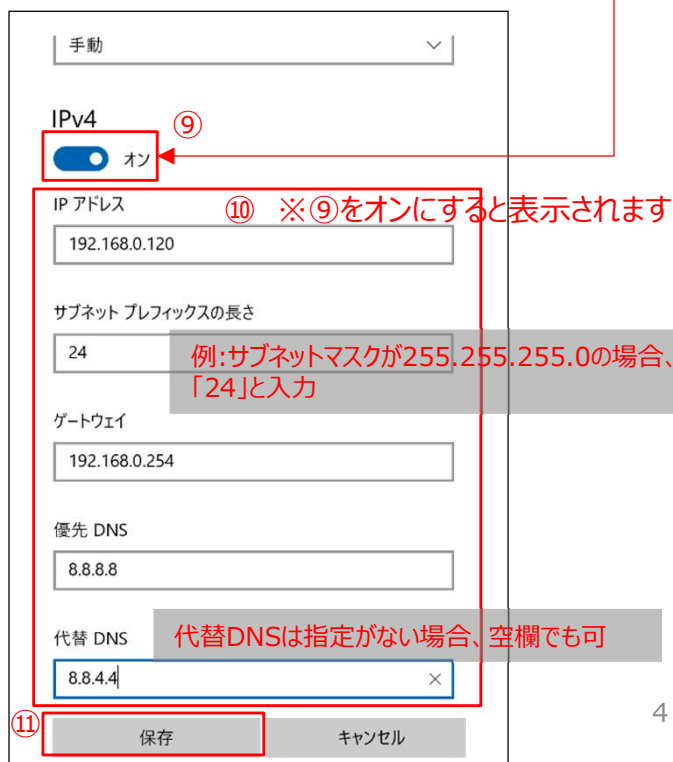 手動
IPv4
⑨
オン
IP アドレス
⑩ ※⑨をオンにすると表示されます
192.168.0.120
サブネット プレフィックスの長さ
24
例:サブネットマスクが255.255.255.0の場合、
「24」と入力
ゲートウェイ
192.168.0.254
優先 DNS
8.8.8.8
代替 DNS
代替DNSは指定がない場合、空欄でも可
8.8.4.4
⑪
保存
キャンセル
4